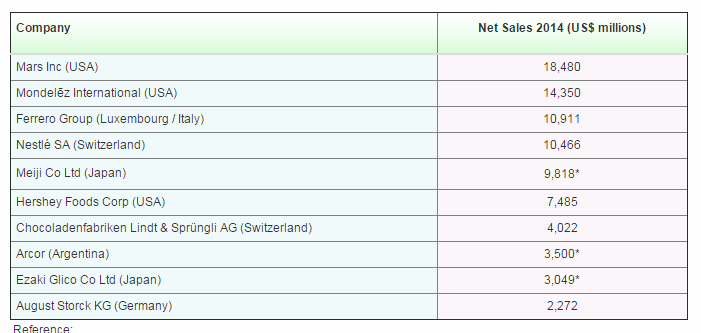 Company Net Sales 2014 (US$ millions)
Mars Inc (USA) 18,480
Mondelēz International (USA) 14,350
Ferrero Group (Luxembourg / Italy) 10,911
Nestlé SA (Switzerland) 10,466
Meiji Co Ltd (Japan) 9,818*
Hershey Foods Corp (USA) 7,485
Chocoladenfabriken Lindt & Sprüngli AG (Switzerland) 4,022
Arcor (Argentina) 3,500*
Ezaki Glico Co Ltd (Japan) 3,049*
August Storck KG (Germany) 2,272
Reference: